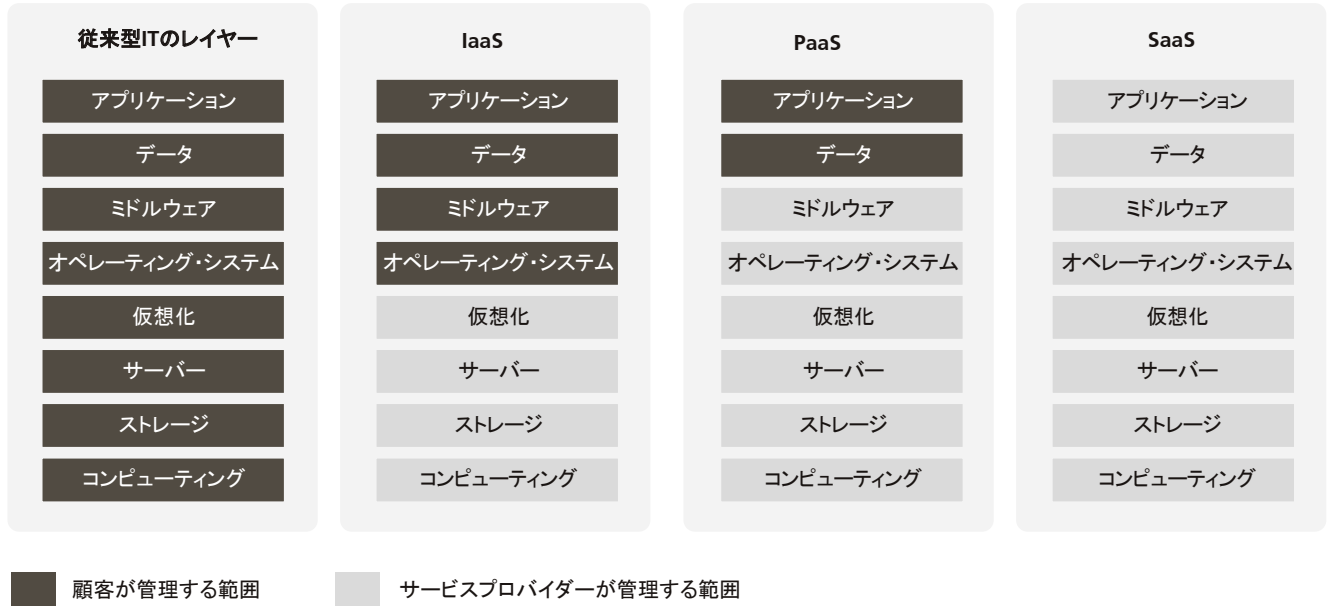 従来型ITのレイヤー
アプリケーション
データ
ミドルウェア
オペレーティング・システム
仮想化
サーバー
ストレージ
コンピューティング
IaaS
アプリケーション
データ
ミドルウェア
オペレーティング・システム
仮想化
サーバー
ストレージ
コンピューティング
PaaS
アプリケーション
データ
ミドルウェア
オペレーティング・システム
仮想化
サーバー
ストレージ
コンピューティング
SaaS
アプリケーション
データ
ミドルウェア
オペレーティング・システム
仮想化
サーバー
ストレージ
コンピューティング
顧客が管理する範囲
サービスプロバイダーが管理する範囲